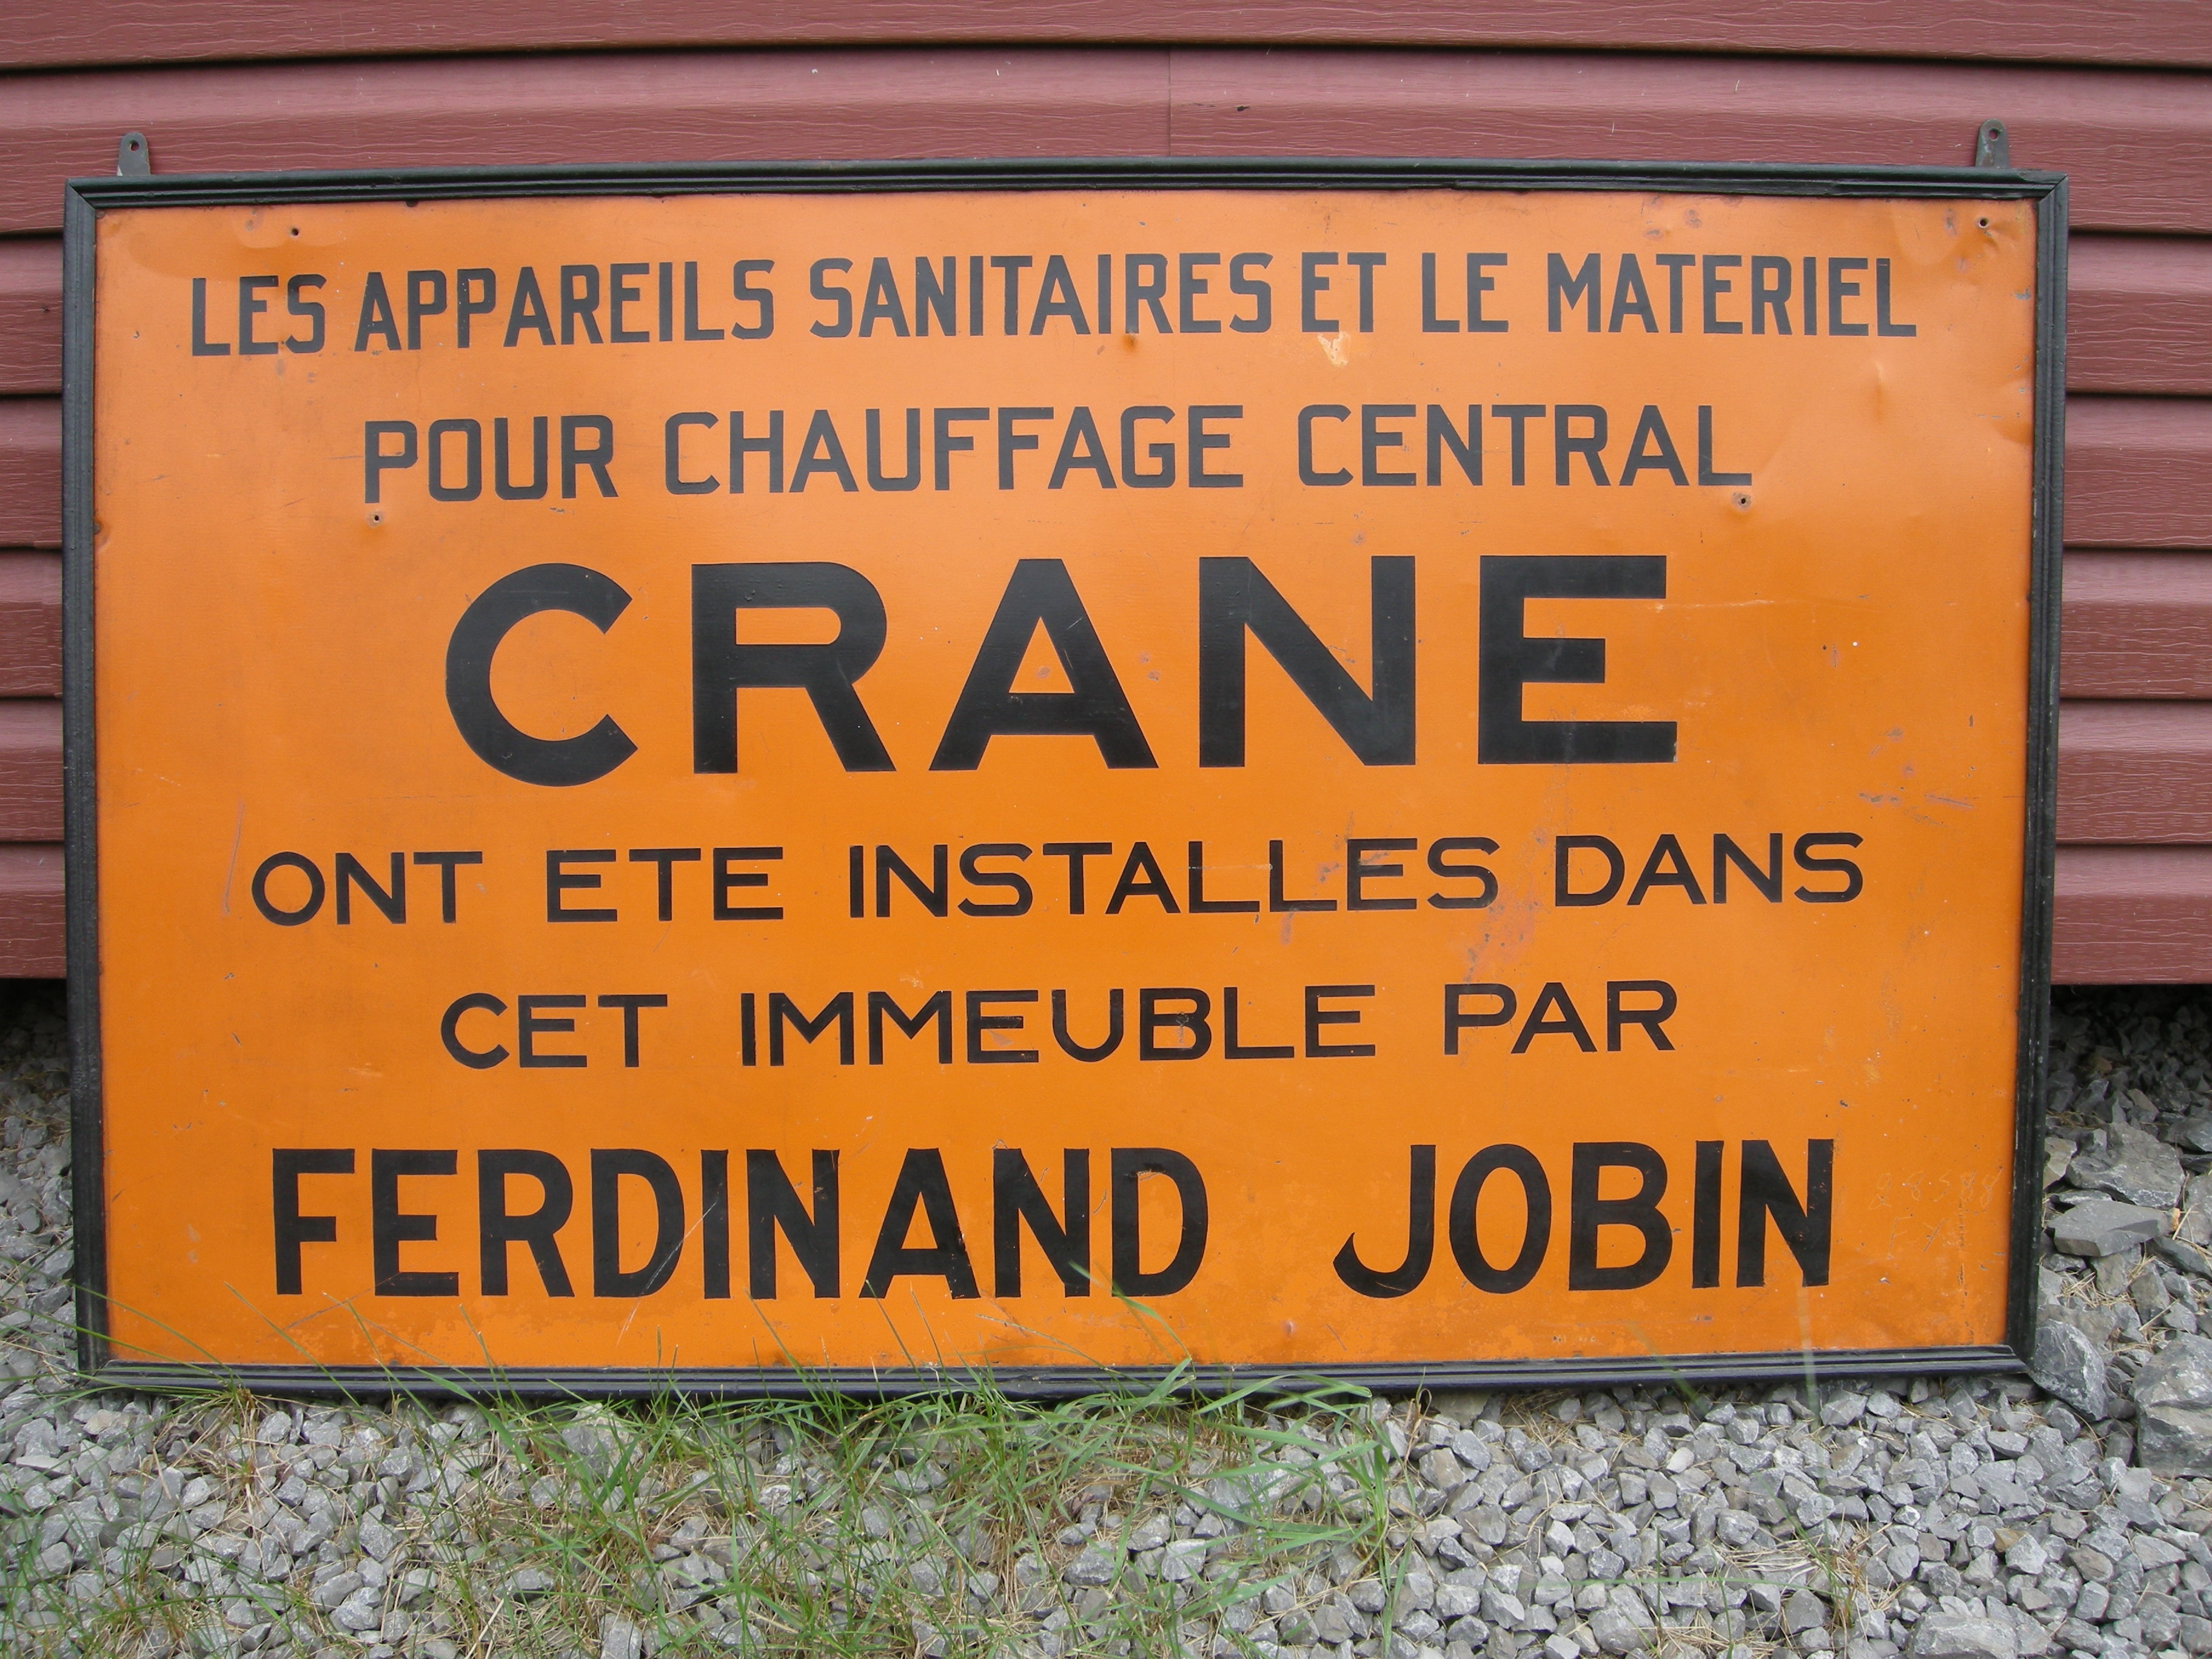 LES APPAREILS SANITAIRES ET LE MATERIEL
POUR CHAUFFAGE CENTRAL
CRANE
ONT ETE INSTALLES DANS
CET IMMEUBLE PAR
FERDINAND JOBIN